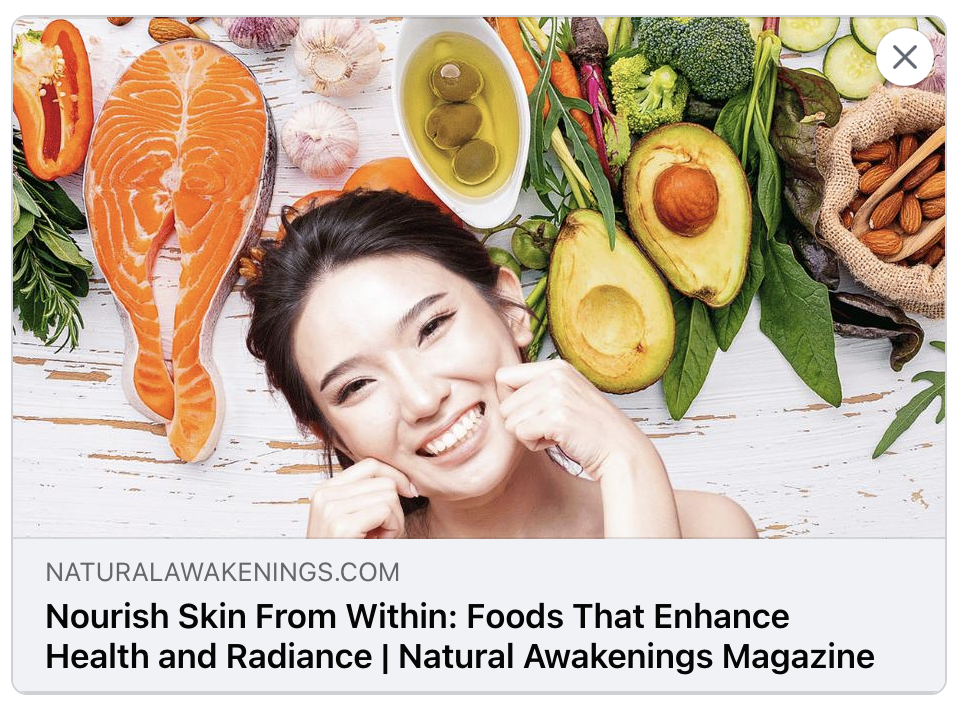 NATURALAWAKENINGS.COM
Nourish Skin From Within: Foods That Enhance
Health and Radiance | Natural Awakenings Magazine